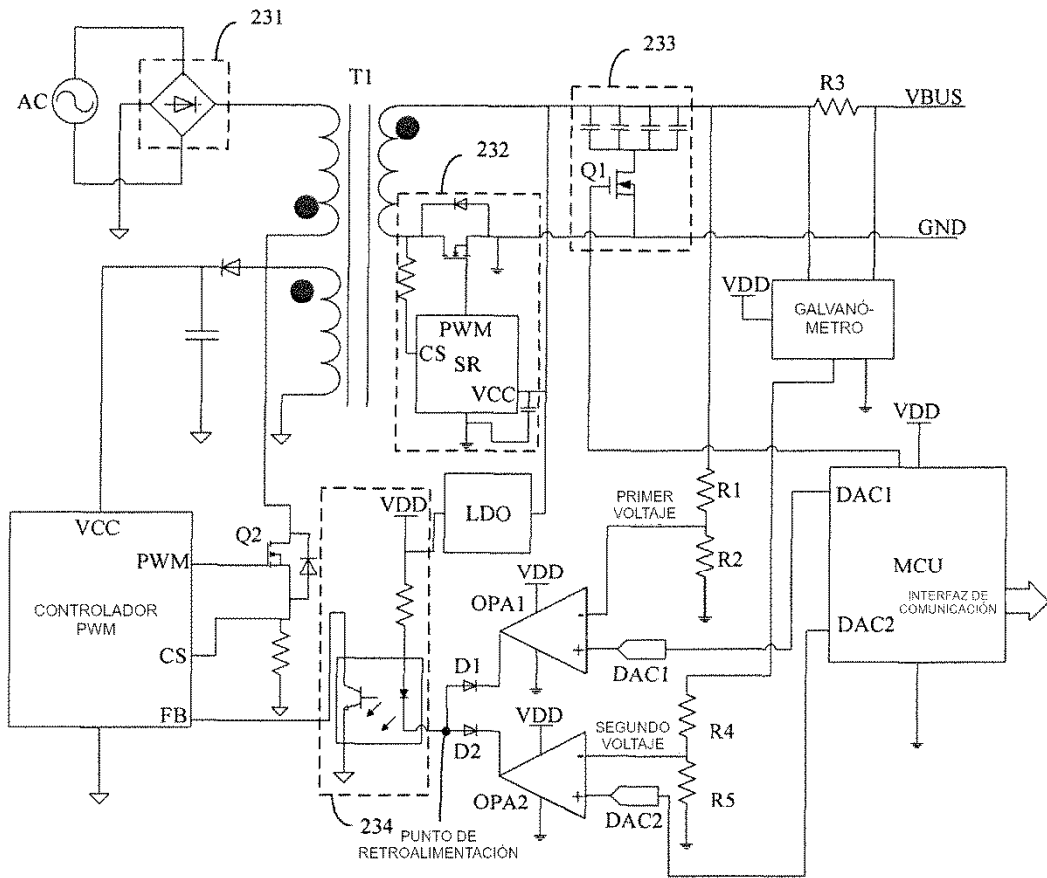 231
233
T1
AC
R3
VBUS
232
Q1
GND
VDD
GALVANÓ-
METRO
PWM
CS
SR
VCC
VDD
VDD
LDO
PRIMER
VOLTAJE
R1
DAC1
VCC
Q2
R2
MCU
PWM
VDD
OPA1
INTERFAZ DE
COMUNICACIÓN
CONTROLADOR
PWM
DAC2
CS
D1
DAC1
FB
VDD
SEGUNDO
VOLTAJE
R4
D2
OPA2
R5
DAC2
234
PUNTO DE
RETROALIMENTACIÓN